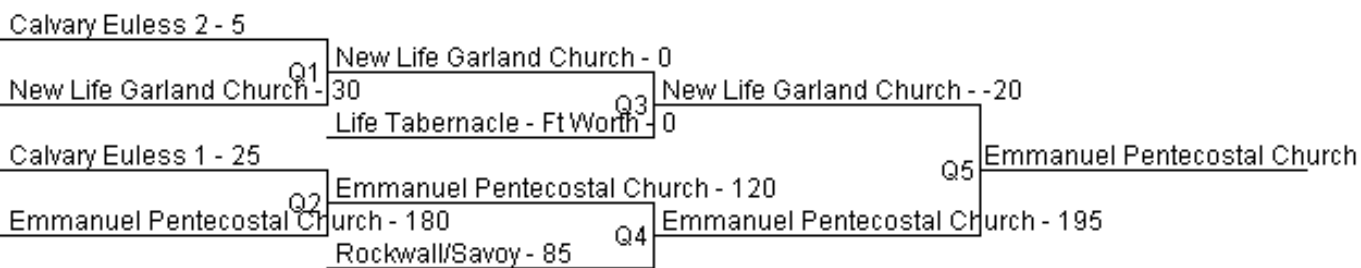 Calvary Euless 2 - 5
New Life Garland Church - 0
Q1
New Life Garland Church - 30
New Life Garland Church - -20
Q3
Life Tabernacle - Ft Worth - 0
Calvary Euless 1 - 25
Emmanuel Pentecostal Church
Q5
Emmanuel Pentecostal Church - 120
Q2
Emmanuel Pentecostal Church - 180
Emmanuel Pentecostal Church - 195
Q4
Rockwall/Savoy - 85